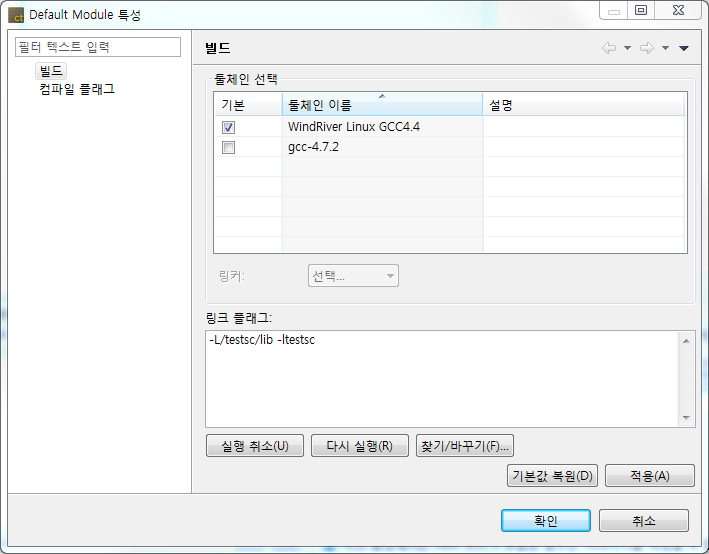 ct Default Module 특성
필터 텍스트 입력
빌드
컴파일 플래그
빌드
툴체인 선택
기본 툴체인 이름 설명
WindRiver Linux GCC4.4
gcc-4.7.2
링커: 선택...
링크 플래그:
-L/testsc/lib -ltestsc
실행 취소(U) 다시 실행(R) 찾기/바꾸기(F)...
기본값 복원(D) 적용(A)
확인 취소